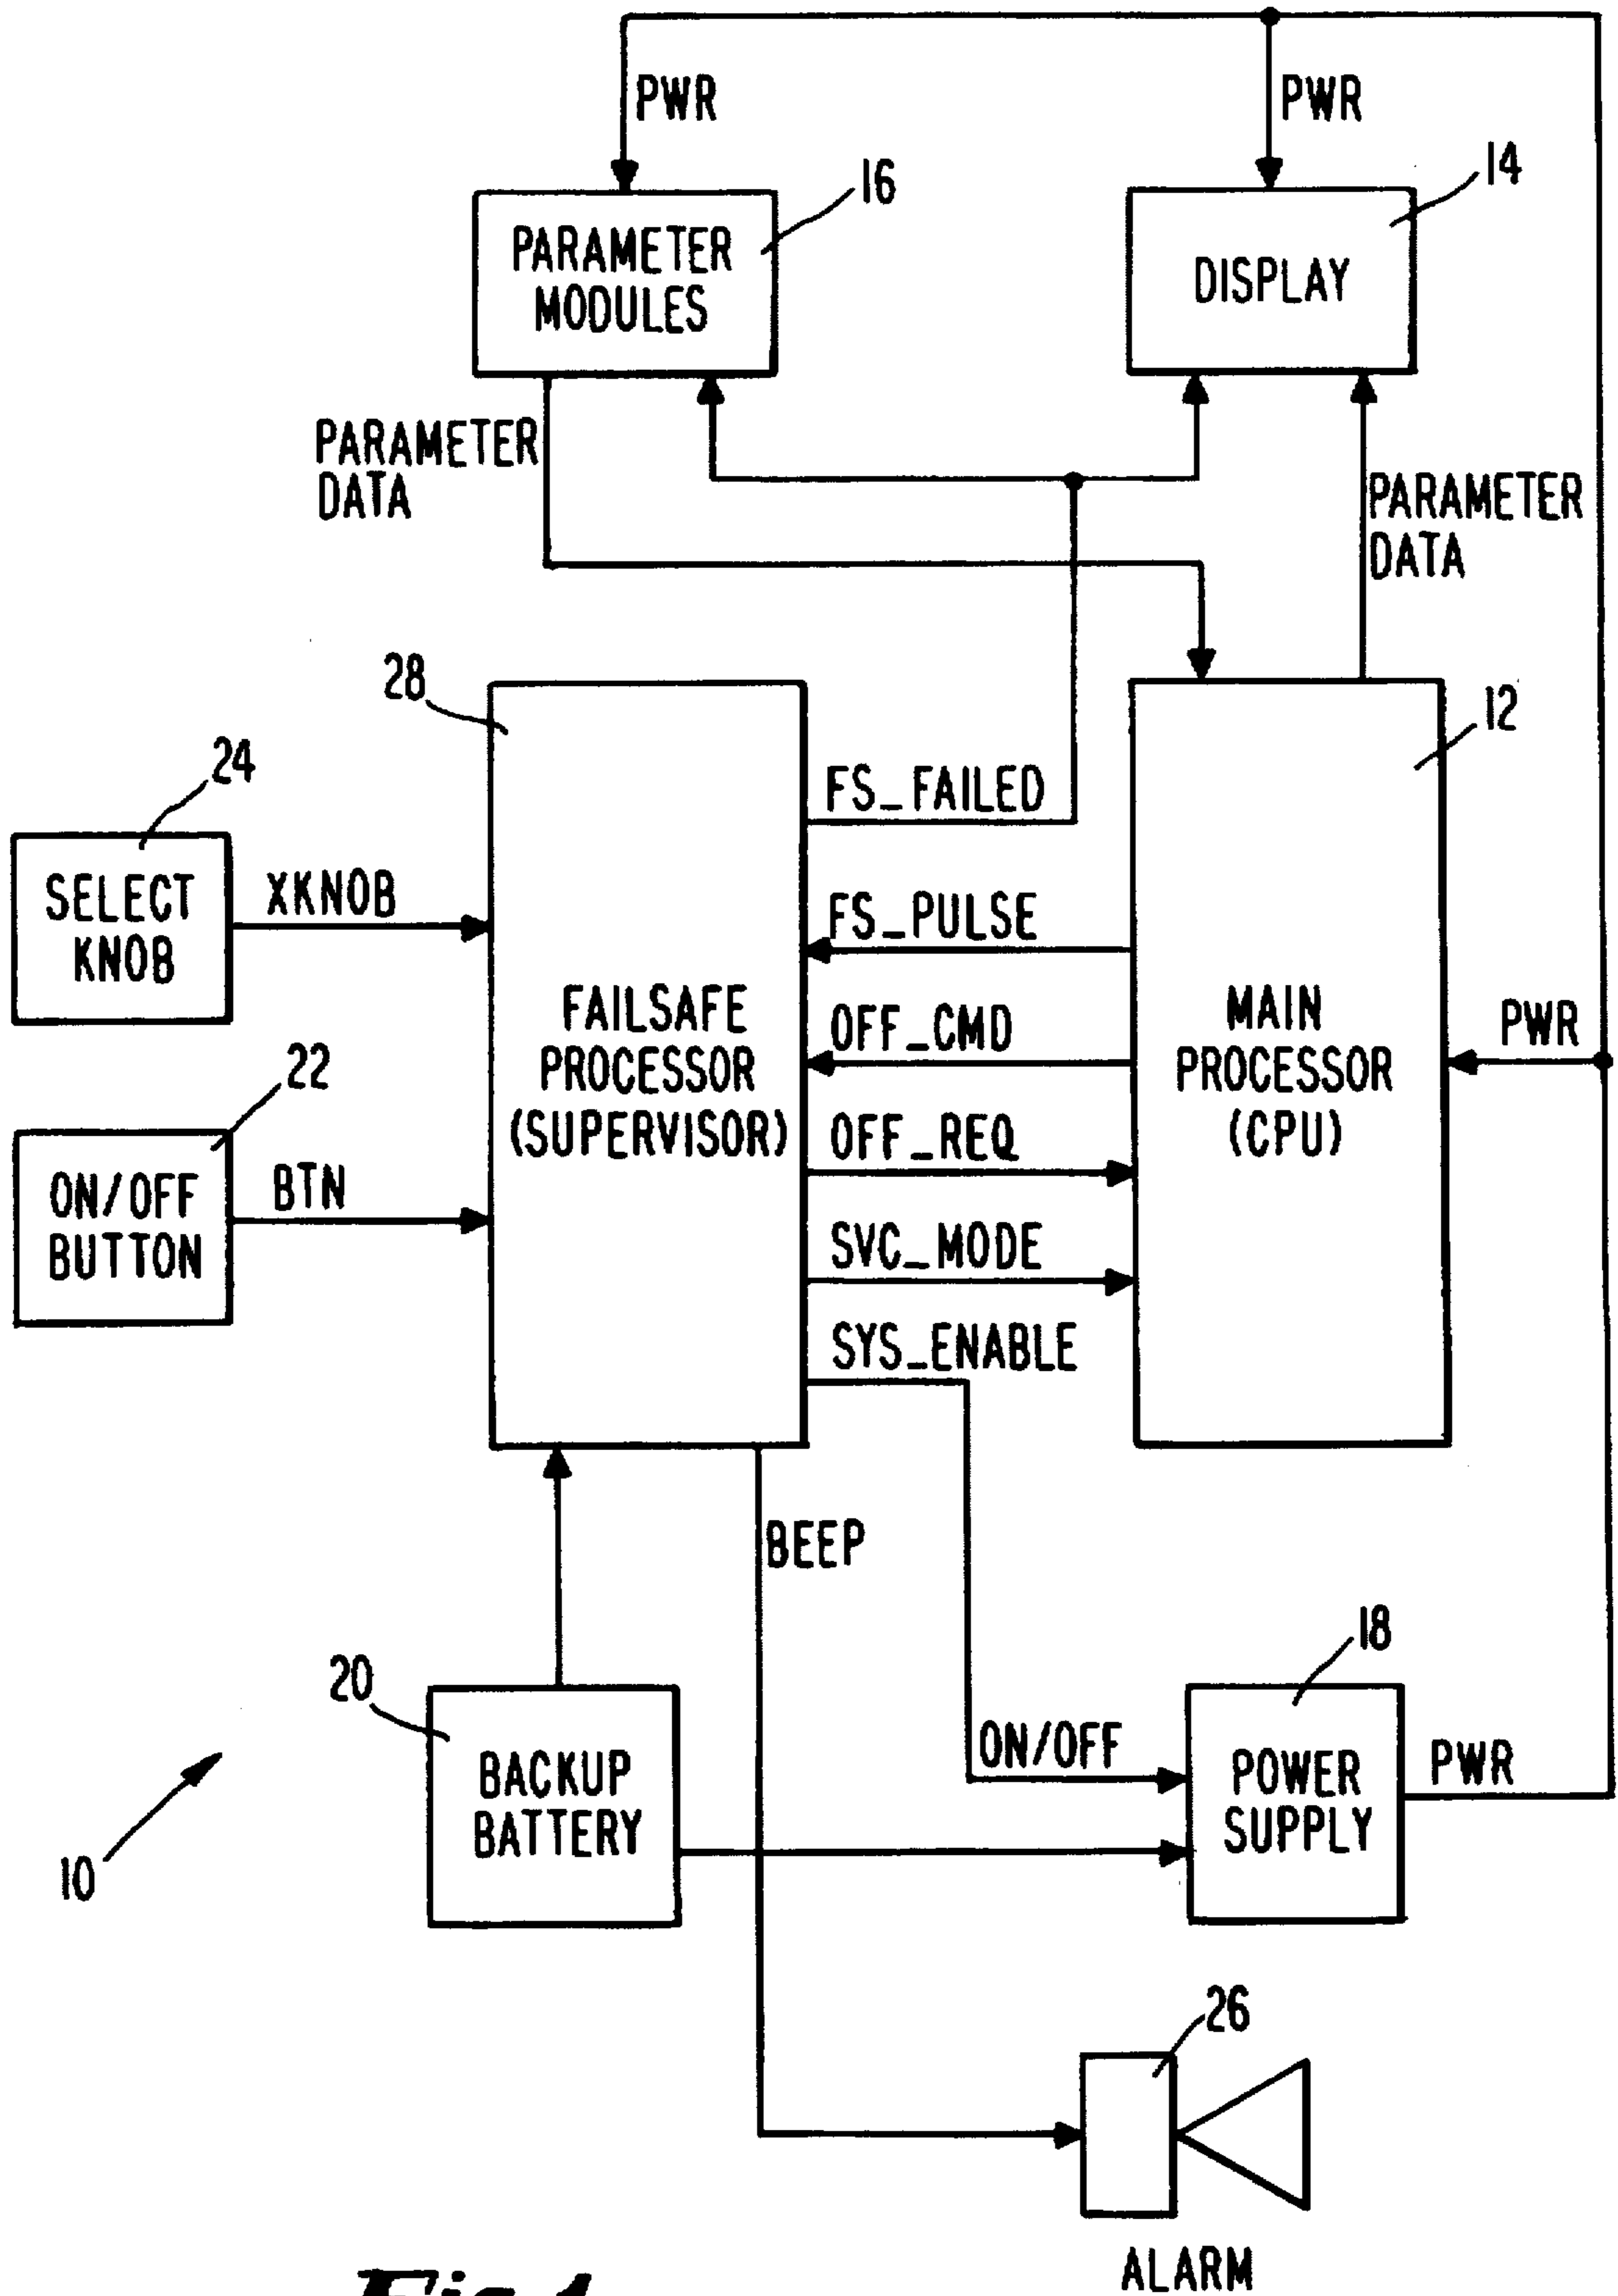 PWR
PWR
16
14
PARAMETER
MODULES
DISPLAY
PARAMETER
DATA
PARAMETER
DATA
28
12
24
SELECT
KNOB
XKNOB
FS_FAILED
FS_PULSE
FAILSAFE
PROCESSOR
(SUPERVISOR)
OFF_CMD
MAIN
PROCESSOR
(CPU)
PWR
22
ON/OFF
BUTTON
BTN
OFF_REQ
SVC_MODE
SYS_ENABLE
BEEP
18
20
BACKUP
BATTERY
ON/OFF
POWER
SUPPLY
PWR
10
26
ALARM
Fig.1